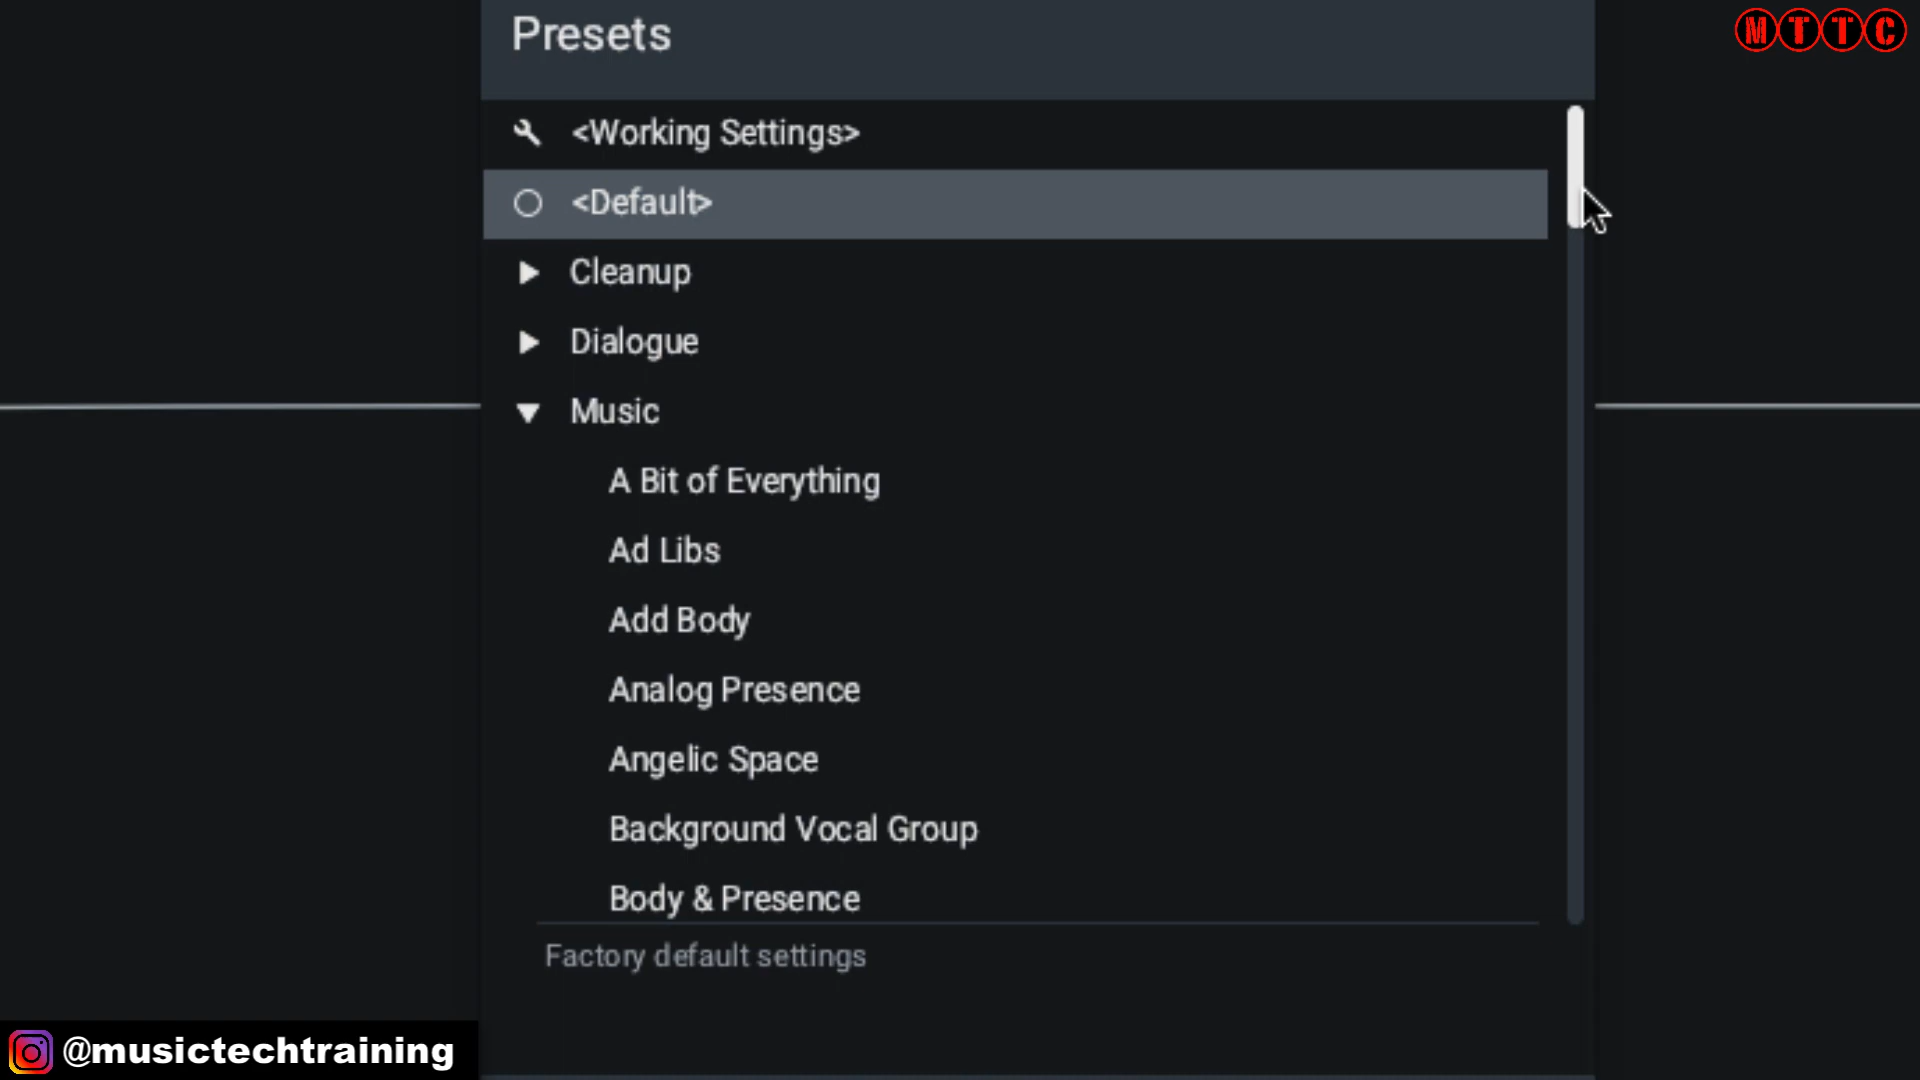 Presets
MTTC
<Working Settings>
<Default>
Cleanup
Dialogue
Music
A Bit of Everything
Ad Libs
Add Body
Analog Presence
Angelic Space
Background Vocal Group
Body & Presence
Factory default settings
@musictechtraining